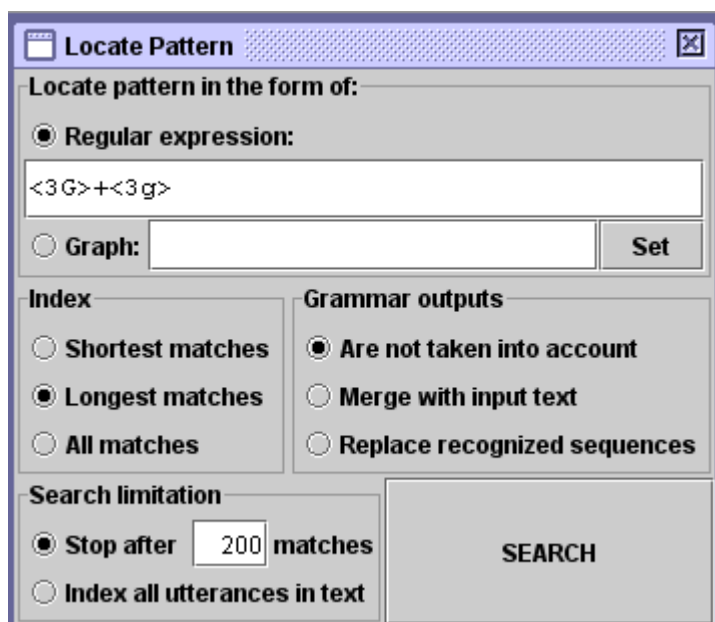 Locate Pattern
Locate pattern in the form of:
Regular expression:
<3G>+<3g>
Graph: Set
Index
Shortest matches
Longest matches
All matches
Grammar outputs
Are not taken into account
Merge with input text
Replace recognized sequences
Search limitation
Stop after 200 matches
Index all utterances in text
SEARCH